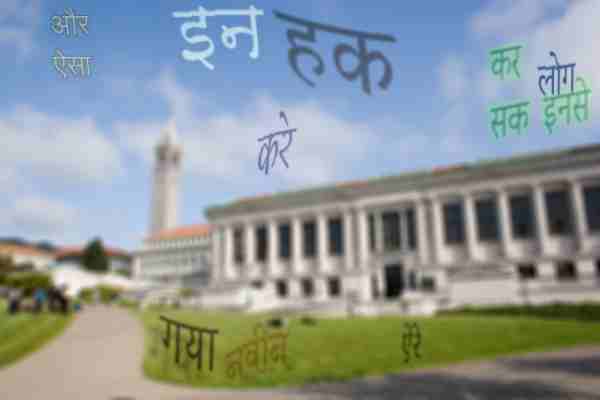 और
ऐसा
इन हक
कर लोग
सक इनसे
करे
गया नवीन ऐरे